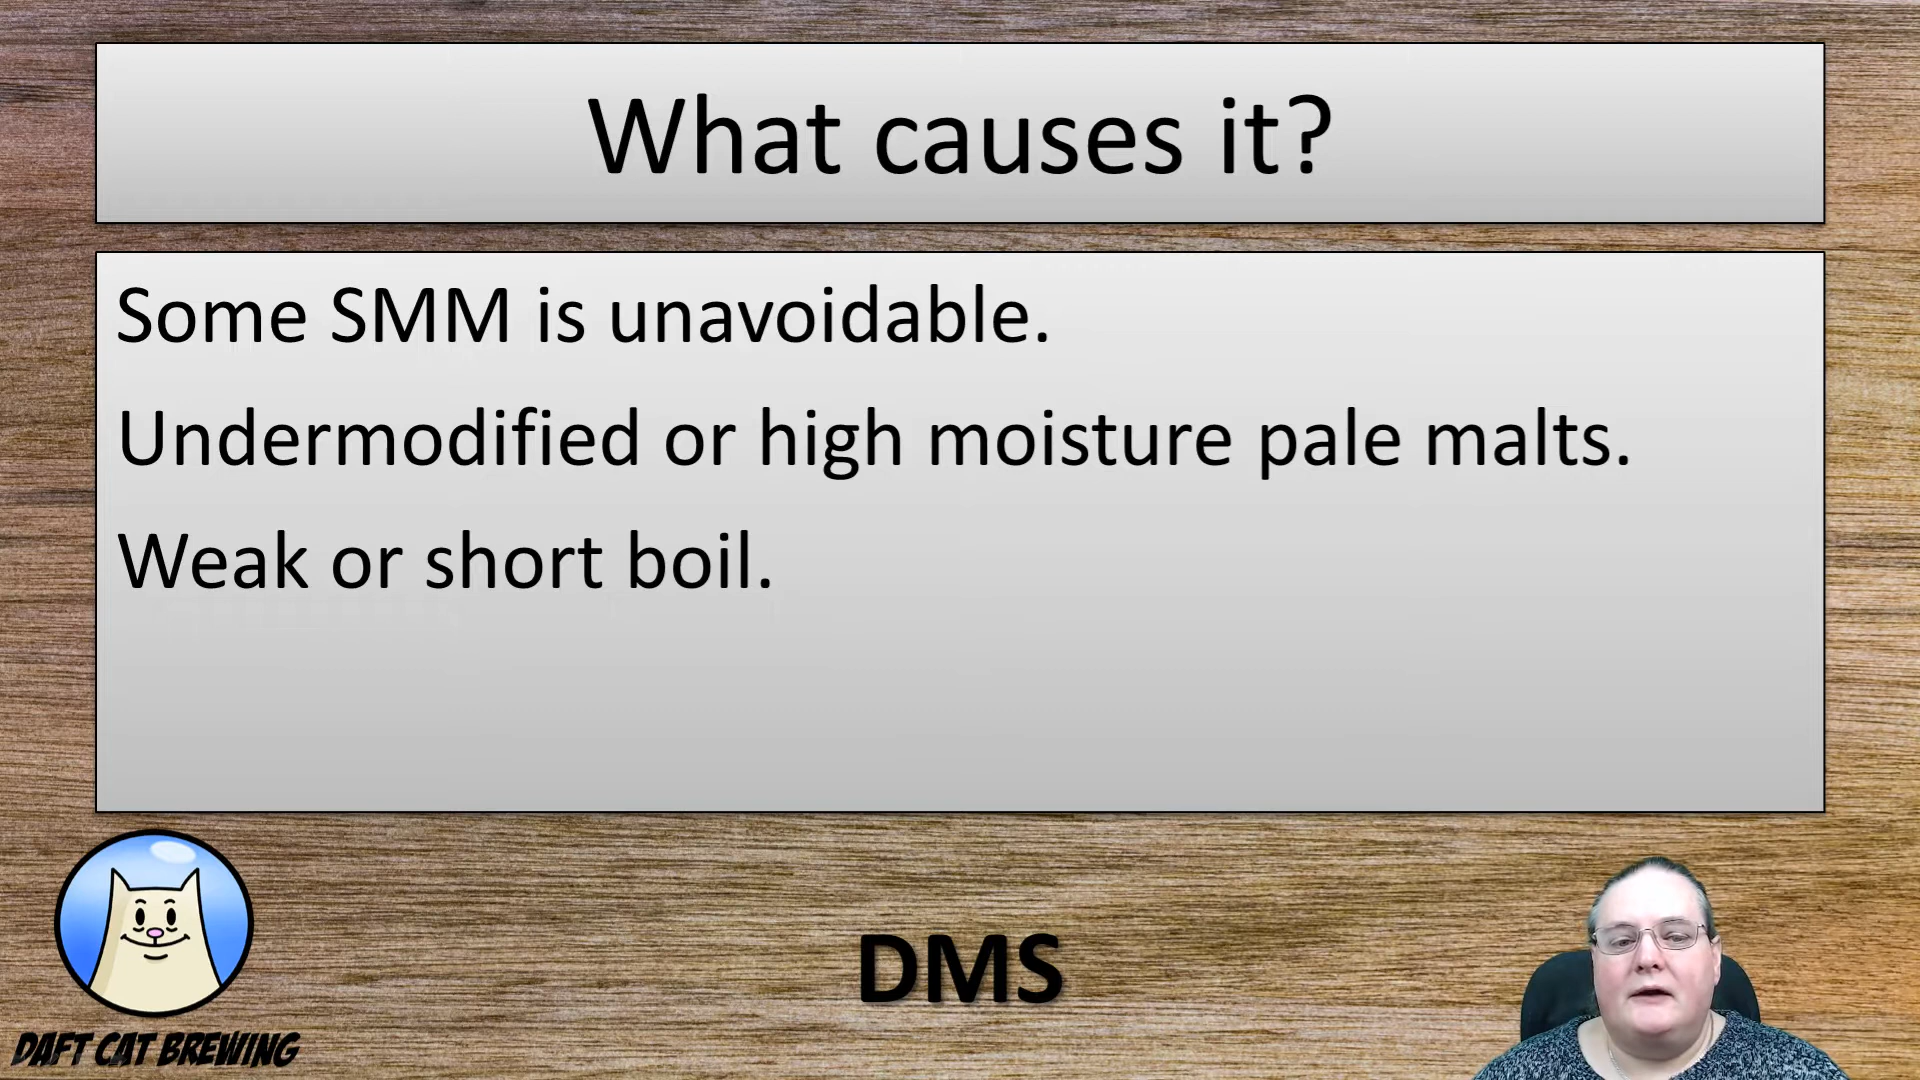 What causes it?
Some SMM is unavoidable.
Undermodified or high moisture pale malts.
Weak or short boil.
DMS
DAFT CAT BREWING